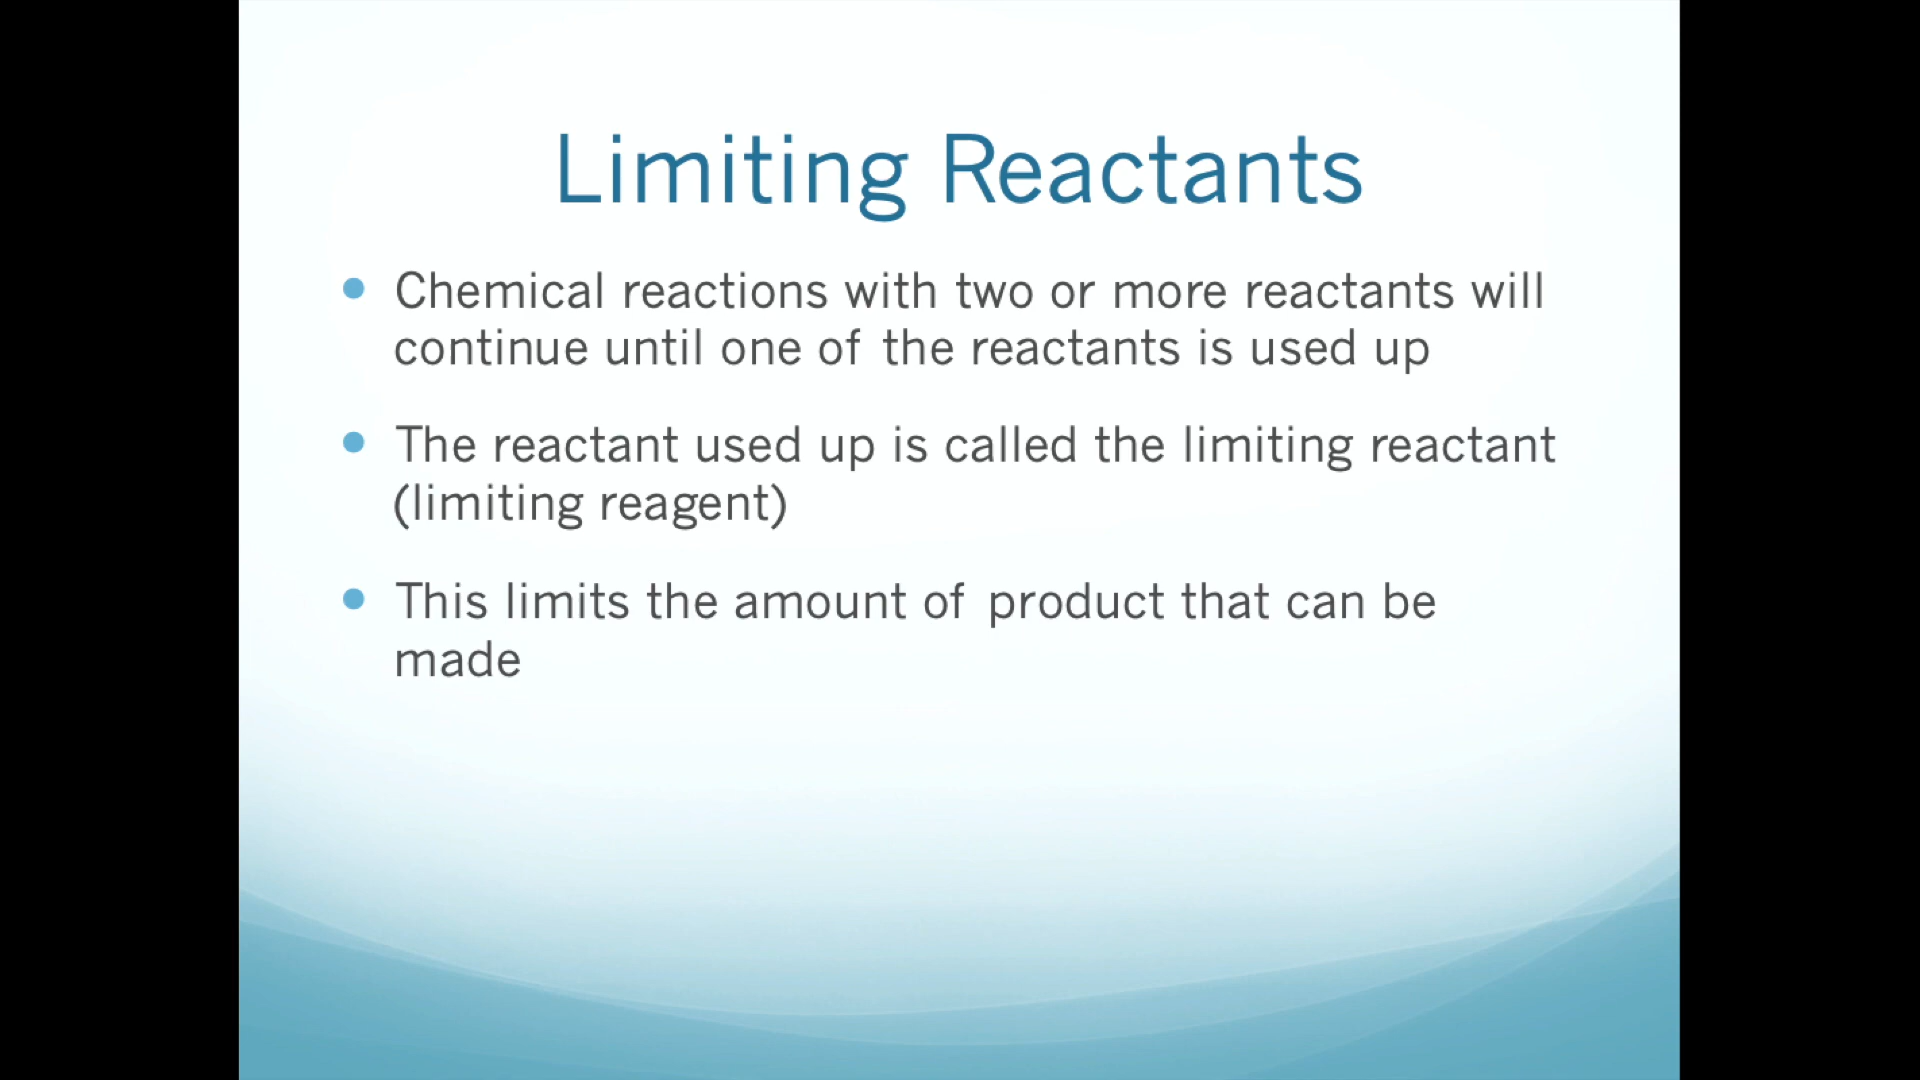 Limiting Reactants
• Chemical reactions with two or more reactants will
continue until one of the reactants is used up
• The reactant used up is called the limiting reactant
(limiting reagent)
• This limits the amount of product that can be
made